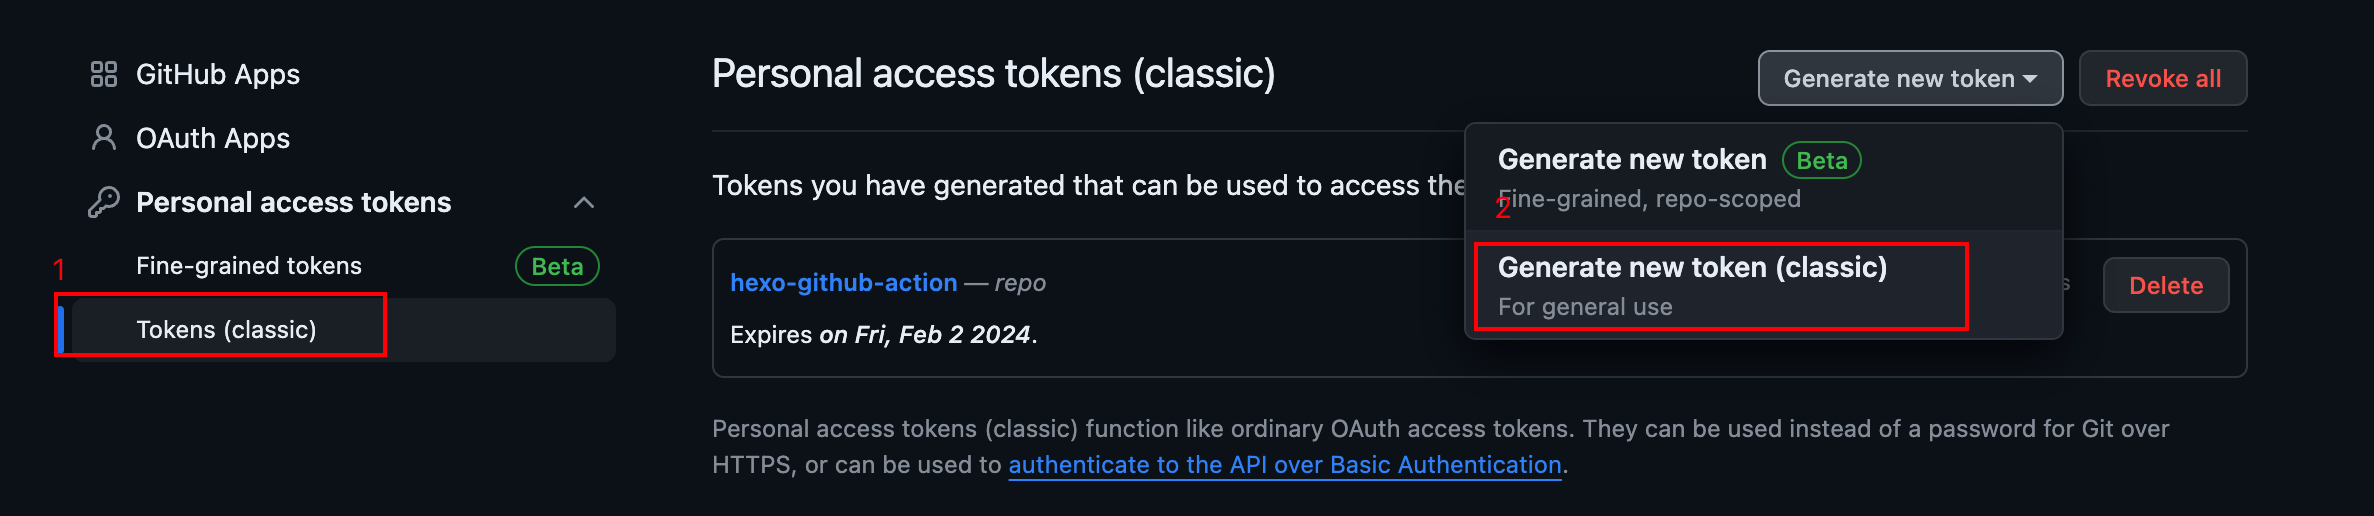 GitHub Apps
OAuth Apps
Personal access tokens
Fine-grained tokens Beta
1
Tokens (classic)
Personal access tokens (classic)
Generate new token
Revoke all
Tokens you have generated that can be used to access the
Generate new token Beta
Fine-grained, repo-scoped
2
Generate new token (classic)
For general use
hexo-github-action — repo
s
Delete
Expires on Fri, Feb 2 2024.
Personal access tokens (classic) function like ordinary OAuth access tokens. They can be used instead of a password for Git over
HTTPS, or can be used to authenticate to the API over Basic Authentication.